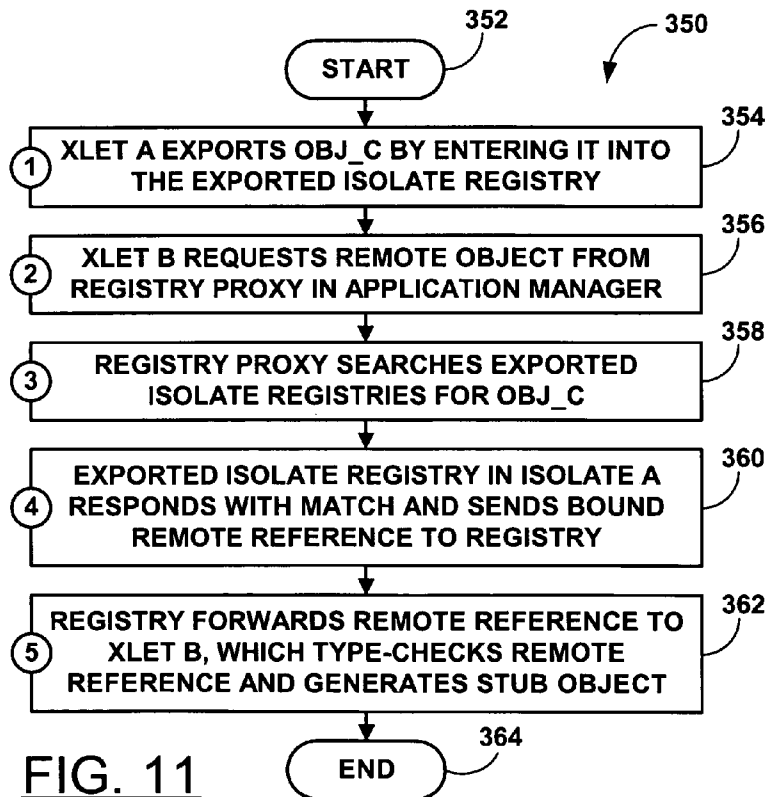 352
350
START
354
1
XLET A EXPORTS OBJ_C BY ENTERING IT INTO
THE EXPORTED ISOLATE REGISTRY
356
2
XLET B REQUESTS REMOTE OBJECT FROM
REGISTRY PROXY IN APPLICATION MANAGER
358
3
REGISTRY PROXY SEARCHES EXPORTED
ISOLATE REGISTRIES FOR OBJ_C
360
4
EXPORTED ISOLATE REGISTRY IN ISOLATE A
RESPONDS WITH MATCH AND SENDS BOUND
REMOTE REFERENCE TO REGISTRY
362
5
REGISTRY FORWARDS REMOTE REFERENCE TO
XLET B, WHICH TYPE-CHECKS REMOTE
REFERENCE AND GENERATES STUB OBJECT
364
END
FIG. 11